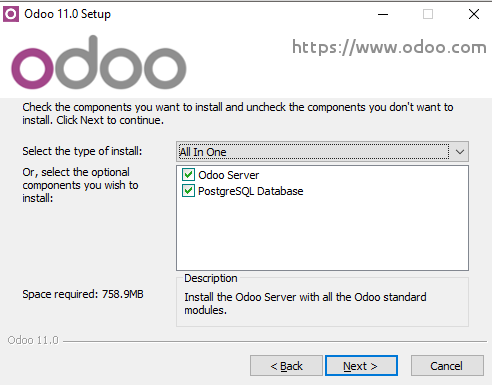 Odoo 11.0 Setup
odoo
https://www.odoo.com
Check the components you want to install and uncheck the components you don't want to
install. Click Next to continue.
Select the type of install:
All In One
Or, select the optional
components you wish to
install:
Odoo Server
PostgreSQL Database
Space required: 758.9MB
Description
Install the Odoo Server with all the Odoo standard
modules.
Odoo 11.0
< Back
Next >
Cancel